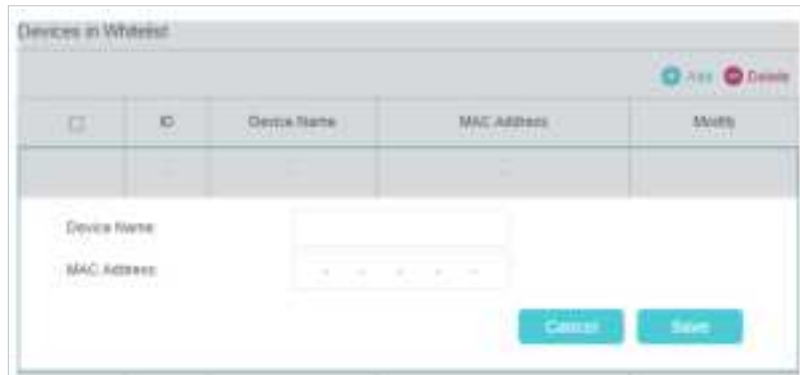 Devices in Whitelist
Add Delete
ID Device Name MAC Address Modify
-- -- -- -- --
Device Name:
MAC Address: - - - - -
Cancel Save